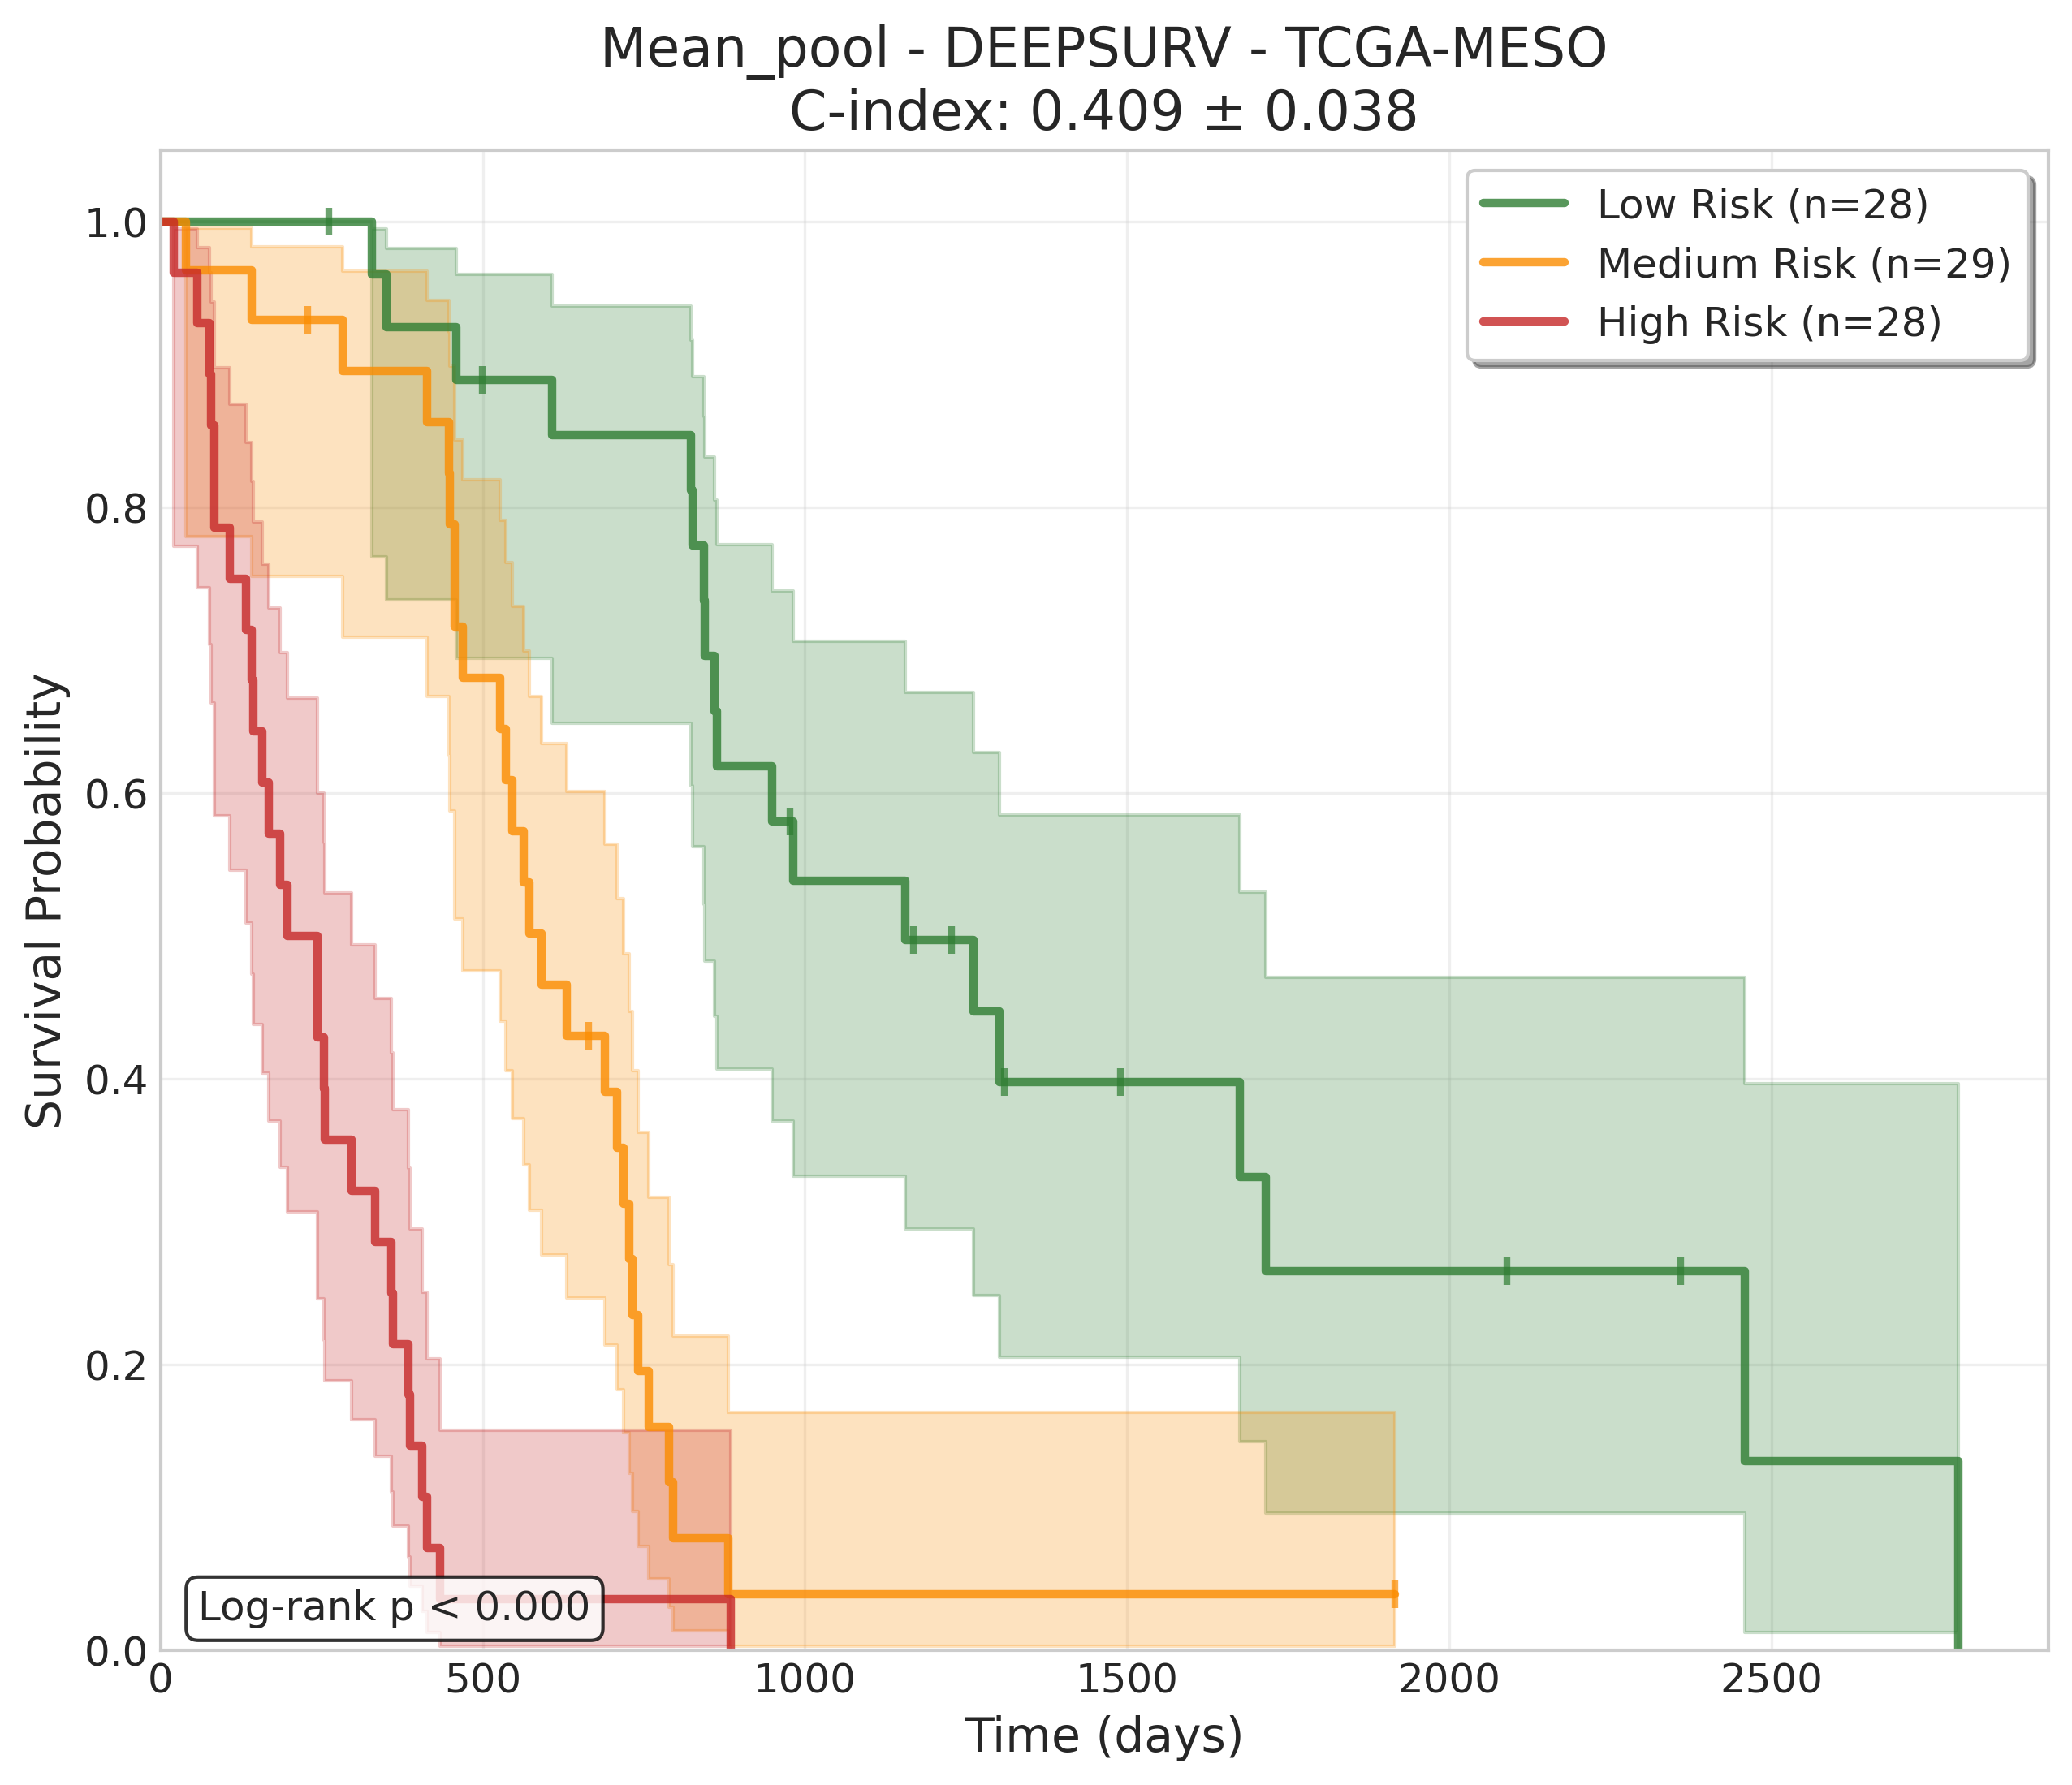 Mean_pool - DEEPSURV - TCGA-MESO
C-index: 0.409 ± 0.038
Low Risk (n=28)
Medium Risk (n=29)
High Risk (n=28)
Survival Probability
1.0
0.8
0.6
0.4
0.2
0.0
Log-rank p < 0.000
0 500 1000 1500 2000 2500
Time (days)